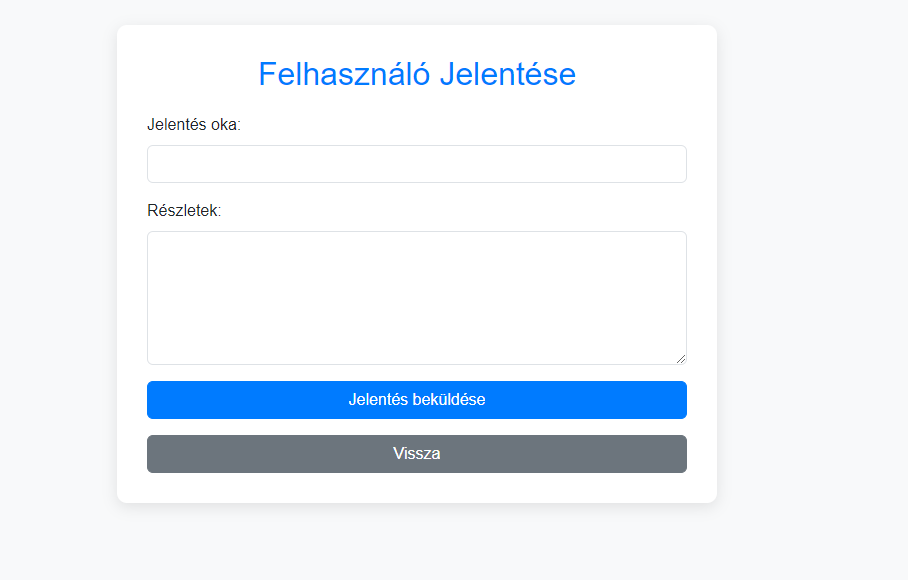 Felhasználó Jelentése
Jelentés oka:
Részletek:
Jelentés beküldése
Vissza